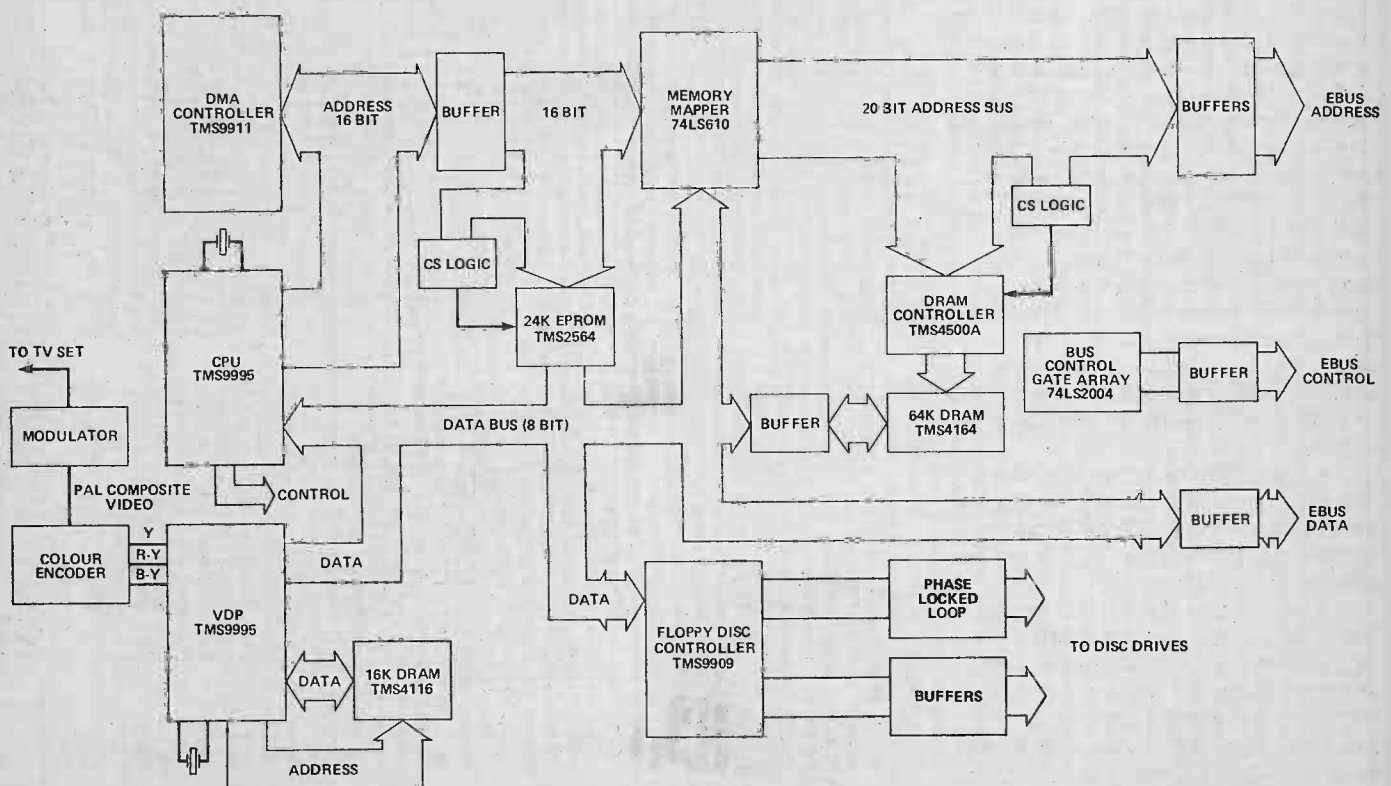 DMA
CONTROLLER
TMS9911
ADDRESS
16 BIT
BUFFER
16 BIT
MEMORY
MAPPER
74LS610
20 BIT ADDRESS BUS
BUFFERS
EBUS
ADDRESS
CS LOGIC
CS LOGIC
24K EPROM
TMS2564
DRAM
CONTROLLER
TMS4500A
TO TV SET
CPU
TMS9995
BUS
CONTROL
GATE ARRAY
74LS2004
BUFFER
EBUS
CONTROL
MODULATOR
DATA BUS (8 BIT)
BUFFER
64K DRAM
TMS4164
PAL COMPOSITE
VIDEO
CONTROL
BUFFER
EBUS
DATA
COLOUR
ENCODER
Y
R-Y
B-Y
VDP
TMS9995
DATA
DATA
FLOPPY DISC
CONTROLLER
TMS9909
PHASE
LOCKED
LOOP
TO DISC DRIVES
BUFFERS
DATA
16K DRAM
TMS4116
ADDRESS